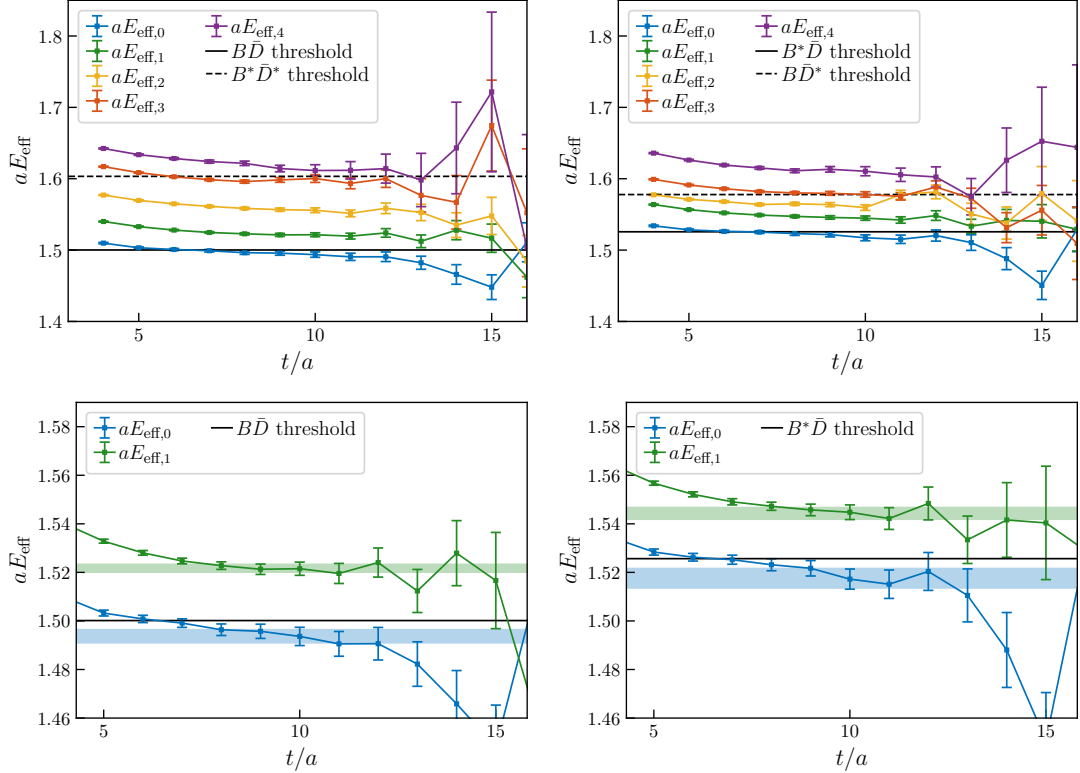 aE_eff,0
aE_eff,1
aE_eff,2
aE_eff,3
aE_eff,4
BD̄ threshold
B*D̄* threshold
1.8
1.7
1.6
1.5
1.4
aE_eff
5
10
15
t/a
aE_eff,0
aE_eff,1
aE_eff,2
aE_eff,3
aE_eff,4
B*D̄ threshold
BD̄* threshold
1.8
1.7
1.6
1.5
1.4
5
10
15
t/a
aE_eff,0
aE_eff,1
BD̄ threshold
1.58
1.56
1.54
1.52
1.50
1.48
1.46
aE_eff
5
10
15
t/a
aE_eff,0
aE_eff,1
B*D̄ threshold
1.58
1.56
1.54
1.52
1.50
1.48
1.46
aE_eff
5
10
15
t/a